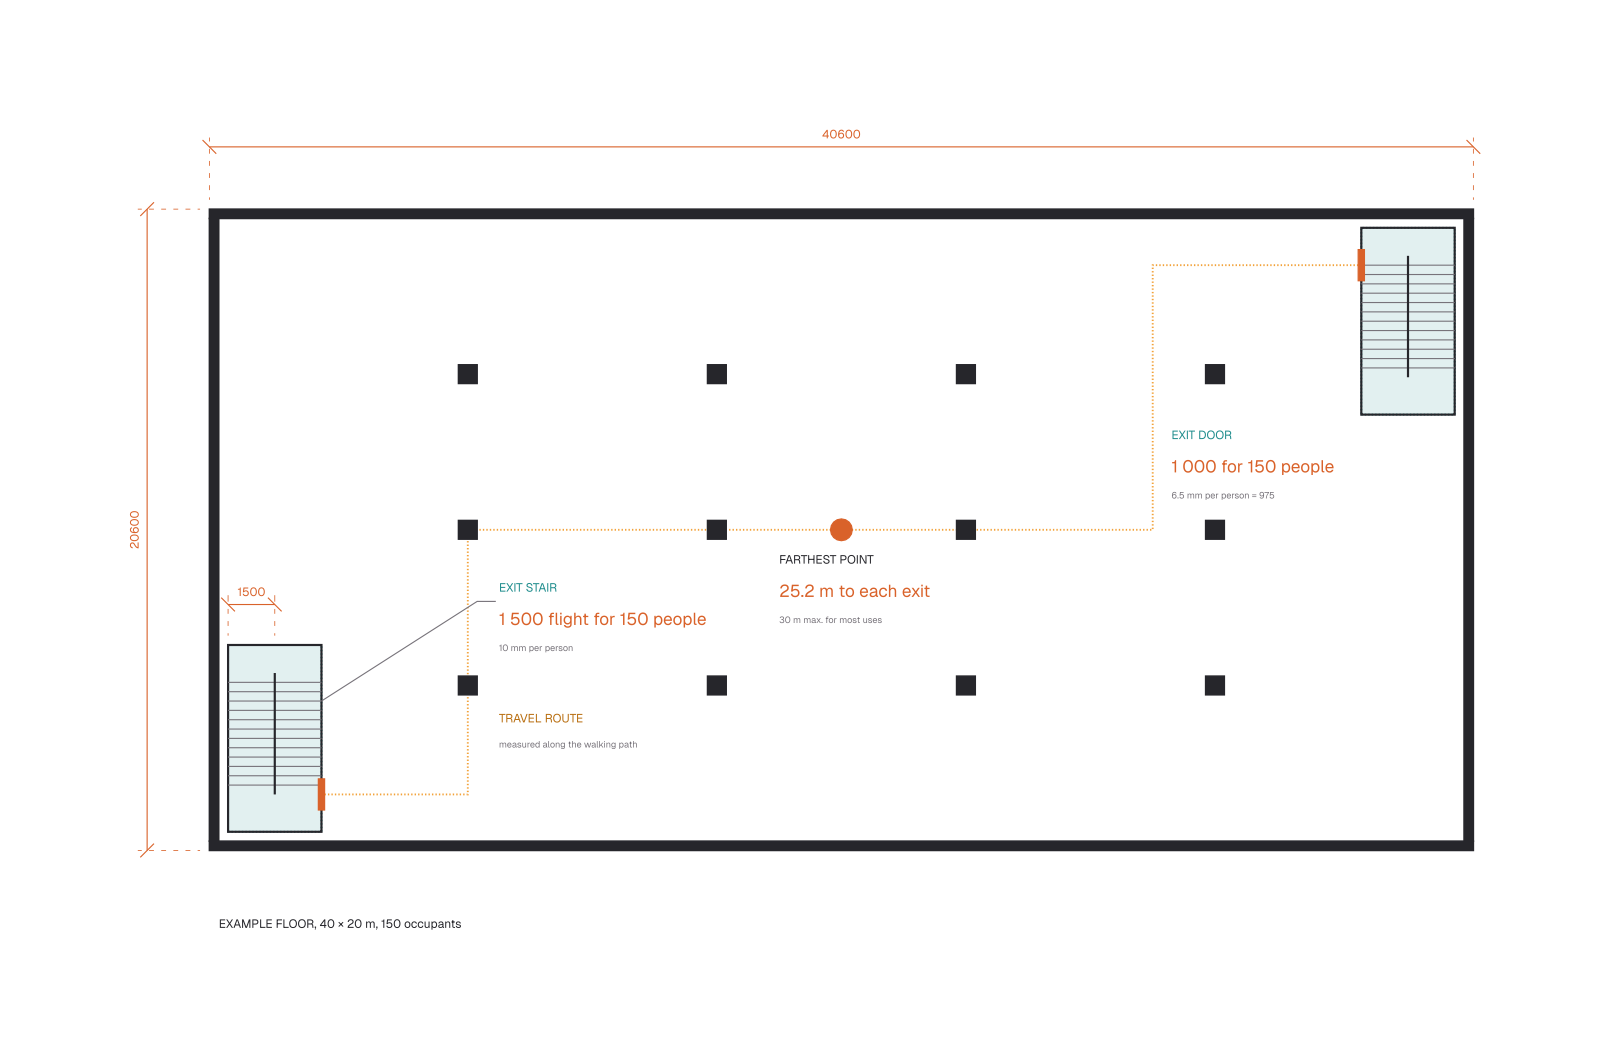 40600
20600
1500
EXIT DOOR
1 000 for 150 people
6.5 mm per person = 975
FARTHEST POINT
25.2 m to each exit
30 m max. for most uses
EXIT STAIR
1 500 flight for 150 people
10 mm per person
TRAVEL ROUTE
measured along the walking path
EXAMPLE FLOOR, 40 × 20 m, 150 occupants